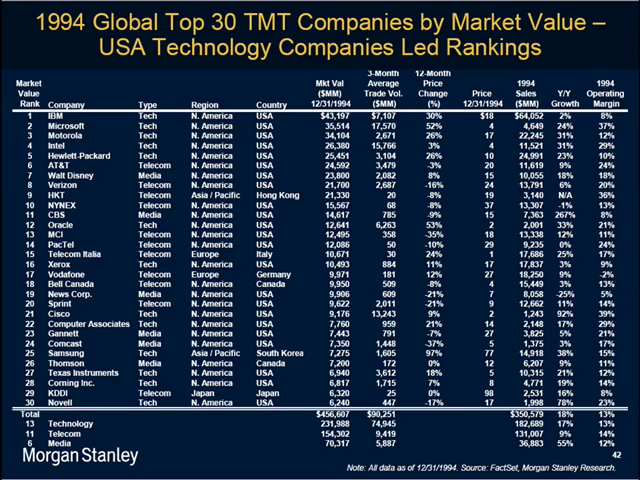 1994 Global Top 30 TMT Companies by Market Value –
USA Technology Companies Led Rankings
Market Value Rank Company Type Region Country Mkt Val ($MM) 12/31/1994 3-Month Average Trade Vol. ($MM) 12-Month Price Change (%) Price 12/31/1994 1994 Sales ($MM) Y/Y Growth 1994 Operating Margin
1 IBM Tech N. America USA $43,197 $7,107 30% $18 $64,052 2% 8%
2 Microsoft Tech N. America USA 35,514 17,570 52% 4 4,649 24% 37%
3 Motorola Tech N. America USA 34,104 2,671 26% 17 22,245 31% 12%
4 Intel Tech N. America USA 26,380 15,766 3% 4 11,521 31% 29%
5 Hewlett-Packard Tech N. America USA 25,451 3,104 26% 10 24,991 23% 10%
6 AT&T Telecom N. America USA 24,592 3,479 -3% 20 11,619 9% 24%
7 Walt Disney Media N. America USA 23,800 2,082 8% 15 10,055 18% 18%
8 Verizon Telecom N. America USA 21,700 2,687 -16% 24 13,791 6% 20%
9 HKT Telecom Asia / Pacific Hong Kong 21,330 20 -8% 19 3,140 N/A 36%
10 NYNEX Telecom N. America USA 15,567 68 -8% 37 13,307 -1% 13%
11 CBS Media N. America USA 14,617 785 -9% 15 7,363 267% 8%
12 Oracle Tech N. America USA 12,641 6,263 53% 2 2,001 33% 21%
13 MCI Telecom N. America USA 12,495 358 -35% 18 13,338 12% 11%
14 PacTel Telecom N. America USA 12,086 50 -10% 29 9,235 0% 24%
15 Telecom Italia Telecom Europe Italy 10,671 30 24% 1 17,686 25% 17%
16 Xerox Tech N. America USA 10,493 884 11% 17 17,837 3% 9%
17 Vodafone Telecom Europe Germany 9,971 181 12% 27 18,250 9% -2%
18 Bell Canada Telecom N. America Canada 9,950 509 -8% 4 15,449 3% 13%
19 News Corp. Media N. America USA 9,906 609 -21% 7 8,058 -25% 5%
20 Sprint Telecom N. America USA 9,622 2,011 -21% 9 12,662 11% 14%
21 Cisco Tech N. America USA 9,176 13,243 9% 2 1,243 92% 39%
22 Computer Associates Tech N. America USA 7,760 959 21% 14 2,148 17% 29%
23 Gannett Media N. America USA 7,443 791 -7% 27 3,825 5% 21%
24 Comcast Media N. America USA 7,350 1,448 -37% 5 1,375 3% 17%
25 Samsung Tech Asia / Pacific South Korea 7,275 1,605 97% 77 14,918 38% 15%
26 Thomson Media N. America Canada 7,200 172 0% 12 6,207 9% 11%
27 Texas Instruments Tech N. America USA 6,940 3,612 18% 5 10,315 21% 12%
28 Corning Inc. Tech N. America USA 6,817 1,715 7% 8 4,771 19% 14%
29 KDDI Telecom Japan Japan 6,320 25 0% 98 2,531 16% 8%
30 Novell Tech N. America USA 6,240 447 -17% 17 1,998 78% 23%
Total $456,607 $90,251 $350,579 18% 13%
13 Technology 231,988 74,945 182,689 17% 13%
11 Telecom 154,302 9,419 131,007 9% 14%
6 Media 70,317 5,887 36,883 55% 12%
Morgan Stanley
42
Note: All data as of 12/31/1994. Source: FactSet, Morgan Stanley Research.